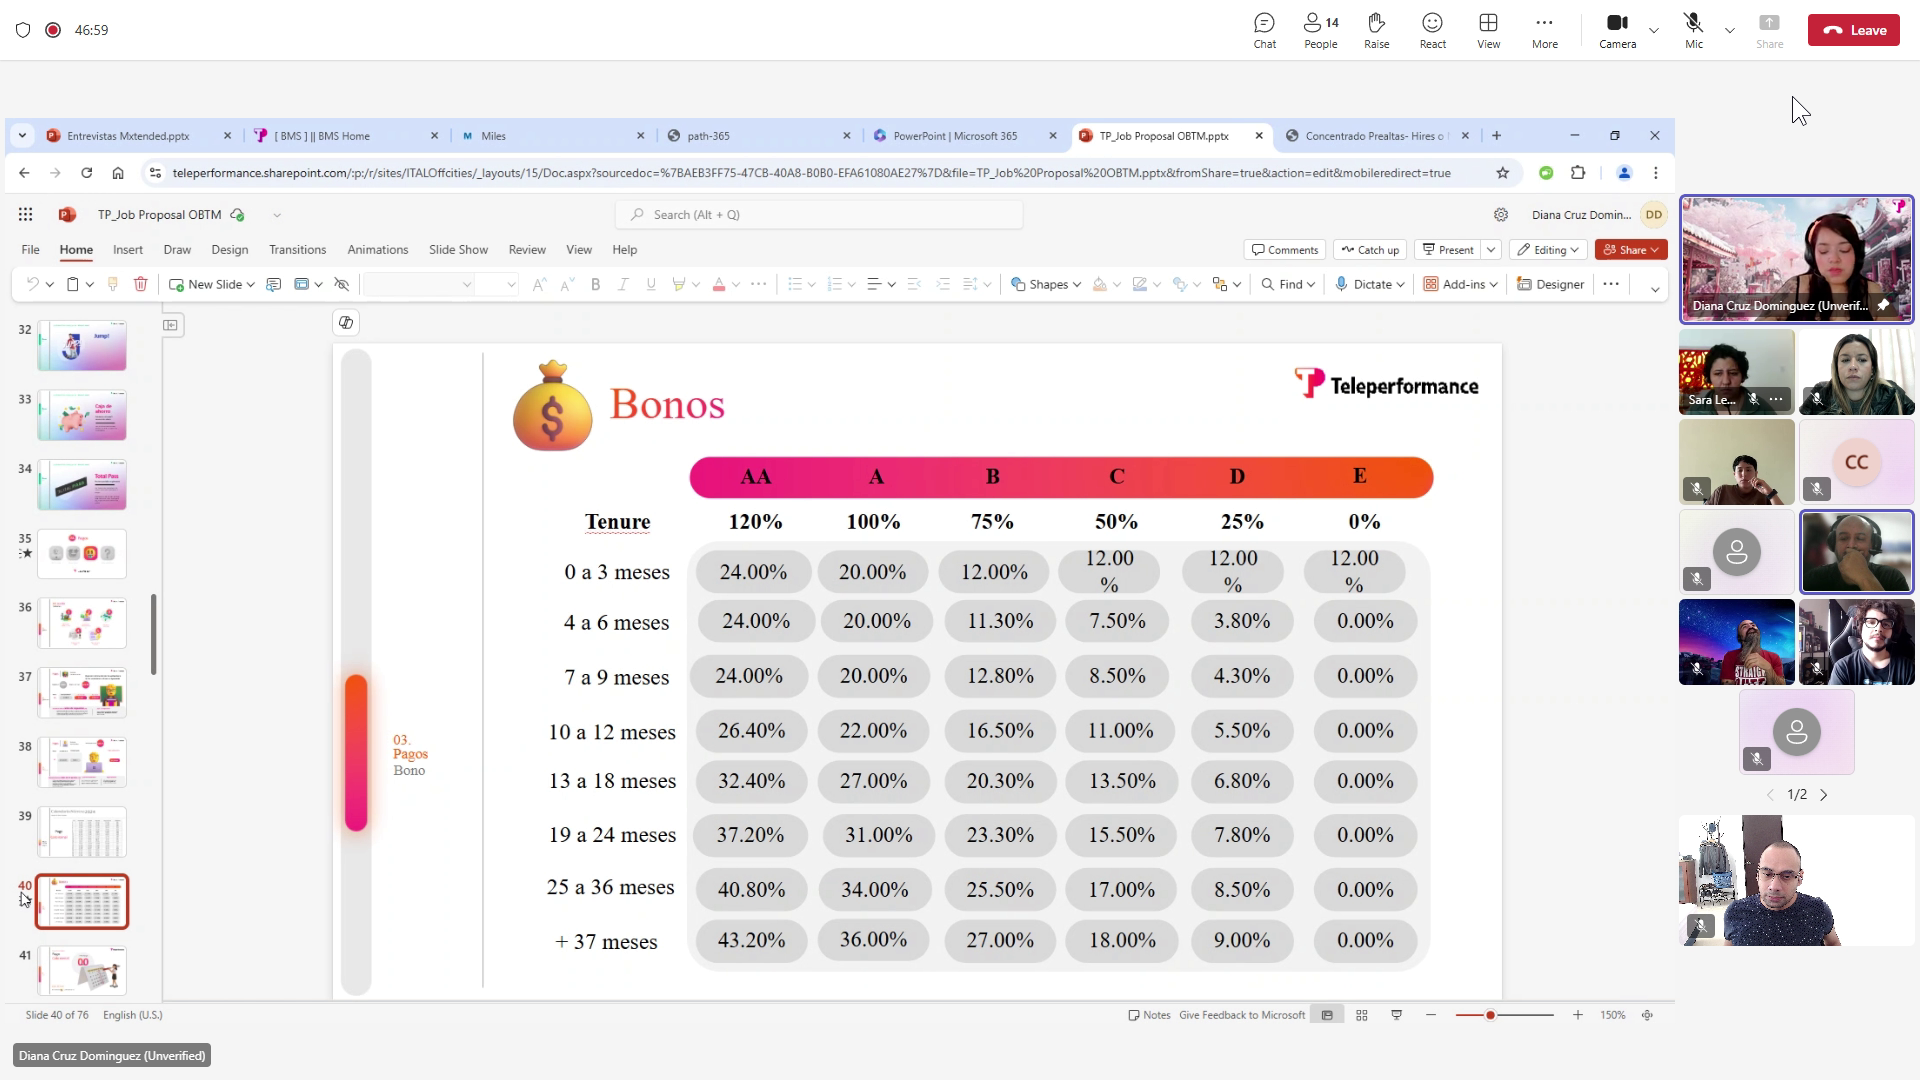 46:59
Chat
14
People
Raise
React
View
More
Camera
Mic
Share
Leave
Entrevistas Mxtended.pptx
[ BMS ] || BMS Home
Miles
path-365
PowerPoint | Microsoft 365
TP_Job Proposal OBTM.pptx
Concentrado Prealtas- Hires o
teleperformance.sharepoint.com/:p:/r/sites/ITALOffcities/_layouts/15/Doc.aspx?sourcedoc=%7BAEB3FF75-47CB-40A8-B0B0-EFA61080AE27%7D&file=TP_Job%20Proposal%20OBTM.pptx&fromShare=true&action=edit&mobileredirect=true
TP_Job Proposal OBTM
Search (Alt + Q)
Diana Cruz Domin...
DD
File Home Insert Draw Design Transitions Animations Slide Show Review View Help
Comments
Catch up
Present
Editing
Share
New Slide
Shapes
Find
Dictate
Add-ins
Designer
32
Jump!
33
Caja de ahorro
34
Total Pass
35
36
37
38
39
40
41
Bonos
Teleperformance
AA A B C D E
Tenure 120% 100% 75% 50% 25% 0%
0 a 3 meses 24.00% 20.00% 12.00% 12.00% 12.00% 12.00%
4 a 6 meses 24.00% 20.00% 11.30% 7.50% 3.80% 0.00%
7 a 9 meses 24.00% 20.00% 12.80% 8.50% 4.30% 0.00%
10 a 12 meses 26.40% 22.00% 16.50% 11.00% 5.50% 0.00%
13 a 18 meses 32.40% 27.00% 20.30% 13.50% 6.80% 0.00%
19 a 24 meses 37.20% 31.00% 23.30% 15.50% 7.80% 0.00%
25 a 36 meses 40.80% 34.00% 25.50% 17.00% 8.50% 0.00%
+ 37 meses 43.20% 36.00% 27.00% 18.00% 9.00% 0.00%
03.
Pagos
Bono
Slide 40 of 76
English (U.S.)
Notes
Give Feedback to Microsoft
150%
Diana Cruz Dominguez (Unverif...
Sara Le...
CC
1/2
Diana Cruz Dominguez (Unverified)